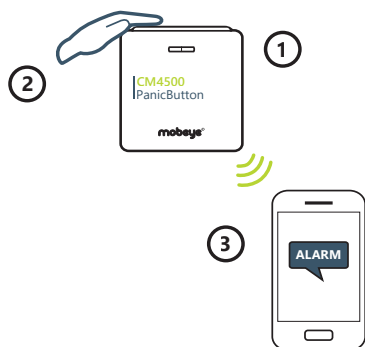 1
2
CM4500
PanicButton
mobeye®
3
ALARM